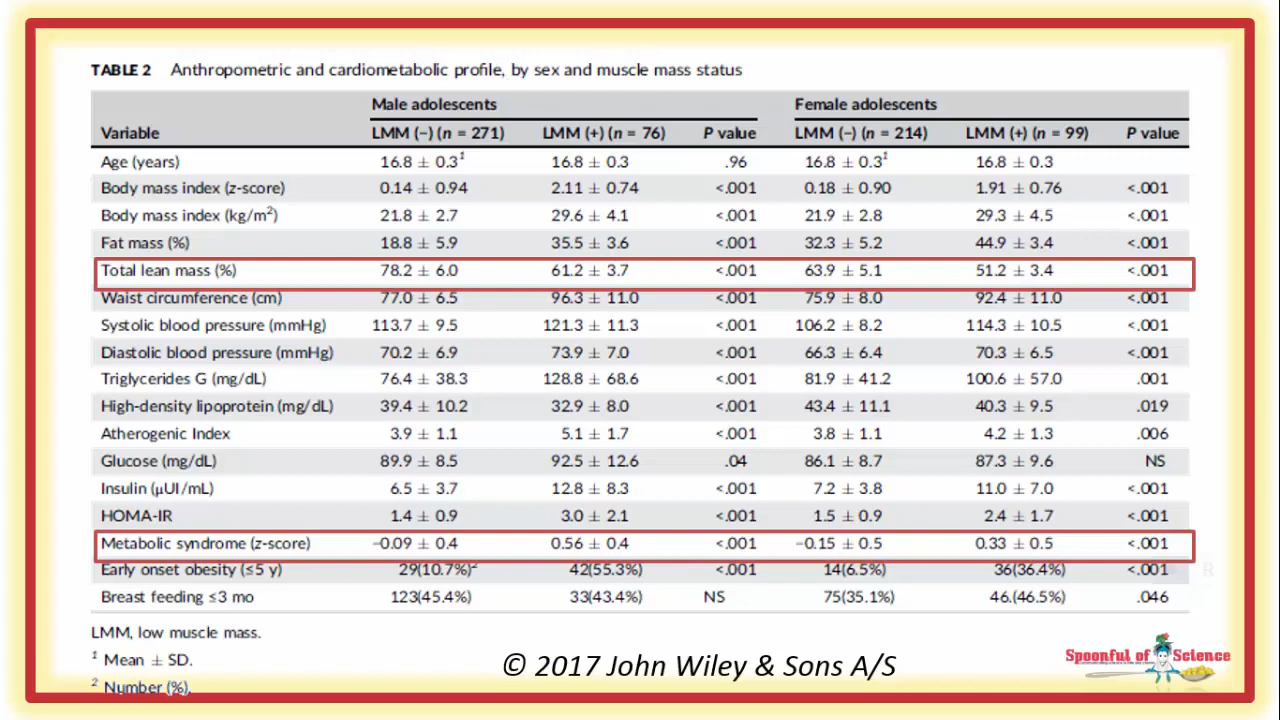 TABLE 2 Anthropometric and cardiometabolic profile, by sex and muscle mass status
Male adolescents Female adolescents
Variable LMM (−) (n = 271) LMM (+) (n = 76) P value LMM (−) (n = 214) LMM (+) (n = 99) P value
Age (years) 16.8 ± 0.3¹ 16.8 ± 0.3 .96 16.8 ± 0.3¹ 16.8 ± 0.3
Body mass index (z-score) 0.14 ± 0.94 2.11 ± 0.74 <.001 0.18 ± 0.90 1.91 ± 0.76 <.001
Body mass index (kg/m²) 21.8 ± 2.7 29.6 ± 4.1 <.001 21.9 ± 2.8 29.3 ± 4.5 <.001
Fat mass (%) 18.8 ± 5.9 35.5 ± 3.6 <.001 32.3 ± 5.2 44.9 ± 3.4 <.001
Total lean mass (%) 78.2 ± 6.0 61.2 ± 3.7 <.001 63.9 ± 5.1 51.2 ± 3.4 <.001
Waist circumference (cm) 77.0 ± 6.5 96.3 ± 11.0 <.001 75.9 ± 8.0 92.4 ± 11.0 <.001
Systolic blood pressure (mmHg) 113.7 ± 9.5 121.3 ± 11.3 <.001 106.2 ± 8.2 114.3 ± 10.5 <.001
Diastolic blood pressure (mmHg) 70.2 ± 6.9 73.9 ± 7.0 <.001 66.3 ± 6.4 70.3 ± 6.5 <.001
Triglycerides G (mg/dL) 76.4 ± 38.3 128.8 ± 68.6 <.001 81.9 ± 41.2 100.6 ± 57.0 .001
High-density lipoprotein (mg/dL) 39.4 ± 10.2 32.9 ± 8.0 <.001 43.4 ± 11.1 40.3 ± 9.5 .019
Atherogenic Index 3.9 ± 1.1 5.1 ± 1.7 <.001 3.8 ± 1.1 4.2 ± 1.3 .006
Glucose (mg/dL) 89.9 ± 8.5 92.5 ± 12.6 .04 86.1 ± 8.7 87.3 ± 9.6 NS
Insulin (µUI/mL) 6.5 ± 3.7 12.8 ± 8.3 <.001 7.2 ± 3.8 11.0 ± 7.0 <.001
HOMA-IR 1.4 ± 0.9 3.0 ± 2.1 <.001 1.5 ± 0.9 2.4 ± 1.7 <.001
Metabolic syndrome (z-score) −0.09 ± 0.4 0.56 ± 0.4 <.001 −0.15 ± 0.5 0.33 ± 0.5 <.001
Early onset obesity (≤5 y) 29(10.7%)² 42(55.3%) <.001 14(6.5%) 36(36.4%) <.001
Breast feeding ≤3 mo 123(45.4%) 33(43.4%) NS 75(35.1%) 46.(46.5%) .046
LMM, low muscle mass.
¹ Mean ± SD.
² Number (%).
© 2017 John Wiley & Sons A/S
Spoonful of Science